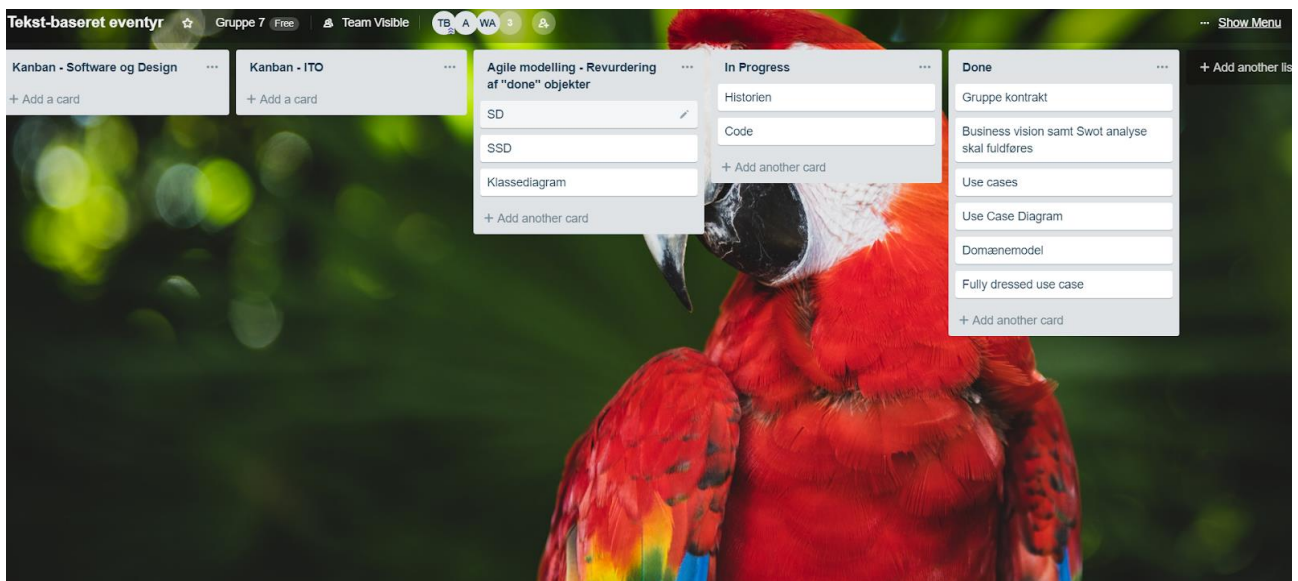 Tekst-baseret eventyr Gruppe 7 Free Team Visible TB A WA 3 ... Show Menu
Kanban - Software og Design ...
+ Add a card
Kanban - ITO ...
+ Add a card
Agile modelling - Revurdering ...
af "done" objekter
SD
SSD
Klassediagram
+ Add another card
In Progress ...
Historien
Code
+ Add another card
Done ...
Gruppe kontrakt
Business vision samt Swot analyse
skal fuldføres
Use cases
Use Case Diagram
Domænemodel
Fully dressed use case
+ Add another card
+ Add another lis